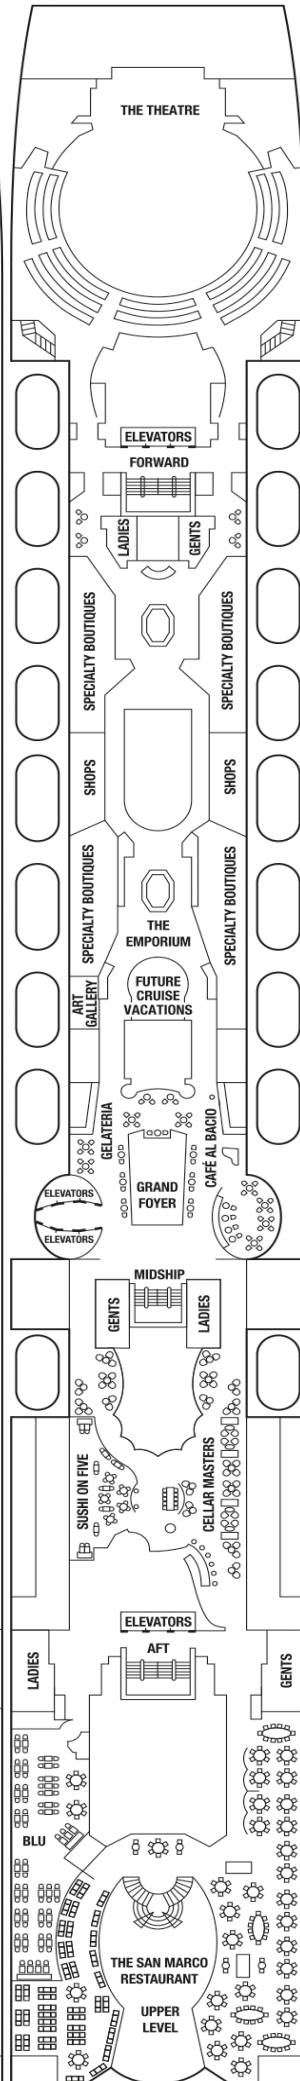 THE THEATRE
ELEVATORS
FORWARD
LADIES
GENTS
SPECIALTY BOUTIQUES
SPECIALTY BOUTIQUES
SHOPS
SHOPS
SPECIALTY BOUTIQUES
SPECIALTY BOUTIQUES
THE
EMPORIUM
ART
GALLERY
FUTURE
CRUISE
VACATIONS
GELATERIA
CAFÉ AL BACIO
GRAND
FOYER
ELEVATORS
ELEVATORS
MIDSHIP
GENTS
LADIES
SUSHI ON FIVE
CELLAR MASTERS
ELEVATORS
AFT
LADIES
GENTS
BLU
THE SAN MARCO
RESTAURANT
UPPER
LEVEL